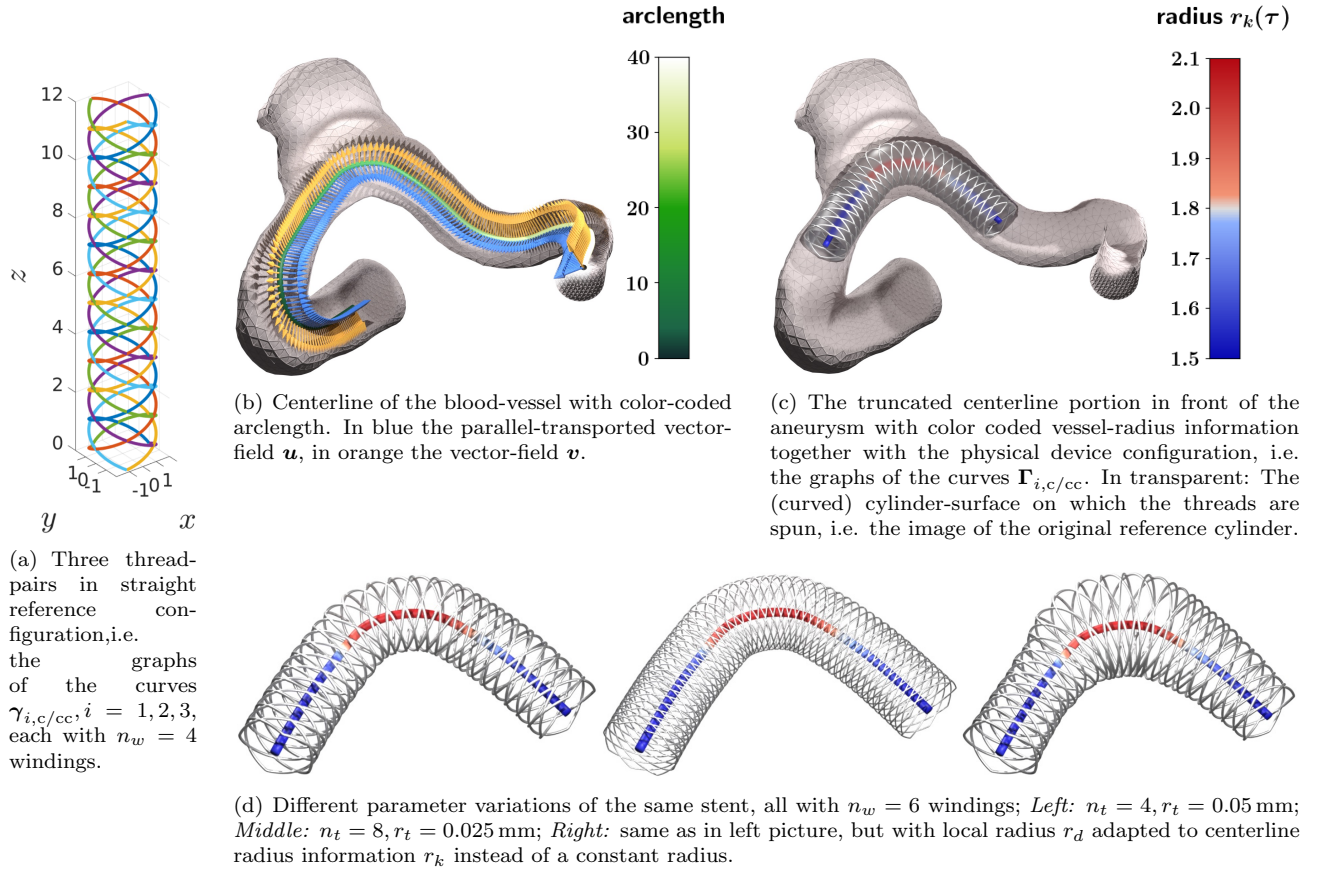 arclength
40
30
20
10
0
radius r_k(τ)
2.1
2.0
1.9
1.8
1.7
1.6
1.5
12
10
8
6
4
2
0
z
1
0
-1
-1
0
1
y
x
(a) Three thread-
pairs in straight
reference con-
figuration,i.e.
the graphs
of the curves
γ_{i,c/cc}, i = 1, 2, 3,
each with n_w = 4
windings.
(b) Centerline of the blood-vessel with color-coded
arclength. In blue the parallel-transported vector-
field u, in orange the vector-field v.
(c) The truncated centerline portion in front of the
aneurysm with color coded vessel-radius information
together with the physical device configuration, i.e.
the graphs of the curves Γ_{i,c/cc}. In transparent: The
(curved) cylinder-surface on which the threads are
spun, i.e. the image of the original reference cylinder.
(d) Different parameter variations of the same stent, all with n_w = 6 windings; Left: n_t = 4, r_t = 0.05 mm;
Middle: n_t = 8, r_t = 0.025 mm; Right: same as in left picture, but with local radius r_d adapted to centerline
radius information r_k instead of a constant radius.